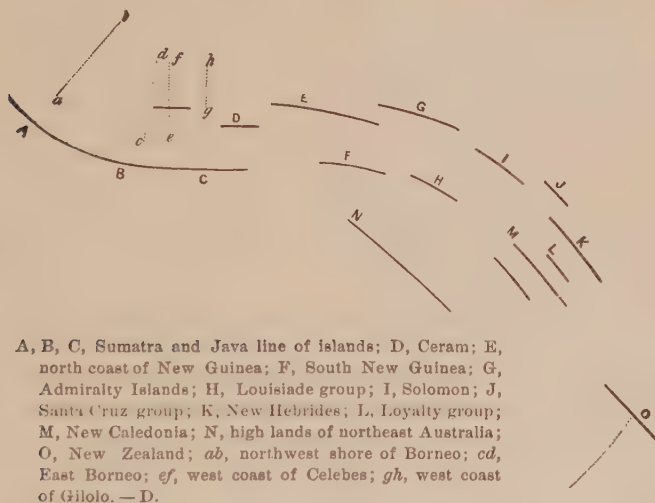 b
d f h
a
c e g
D
E
G
A
B
C
F
H
I
J
N
M
L
K
O
A, B, C, Sumatra and Java line of islands; D, Ceram; E,
north coast of New Guinea; F, South New Guinea; G,
Admiralty Islands; H, Louisiade group; I, Solomon; J,
Santa Cruz group; K, New Hebrides; L, Loyalty group;
M, New Caledonia; N, high lands of northeast Australia;
O, New Zealand; ab, northwest shore of Borneo; cd,
East Borneo; ef, west coast of Celebes; gh, west coast
of Gilolo. — D.